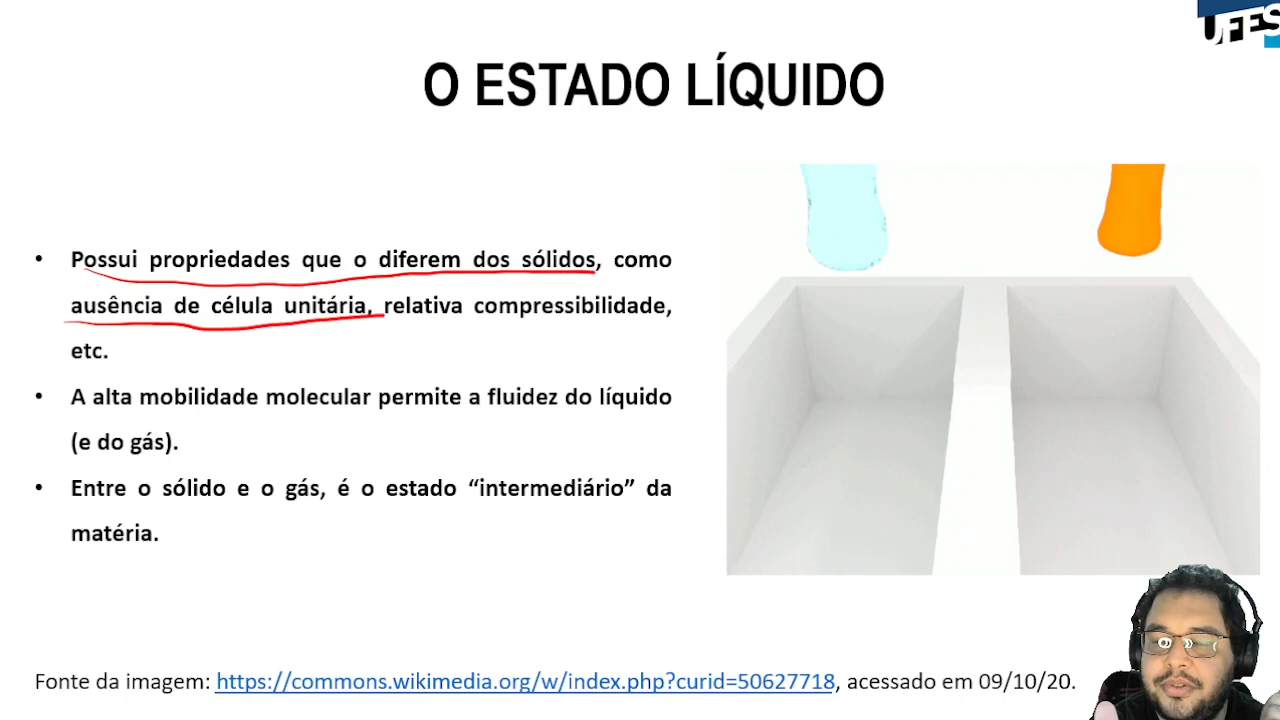 UFES
O ESTADO LÍQUIDO
• Possui propriedades que o diferem dos sólidos, como
ausência de célula unitária, relativa compressibilidade,
etc.
• A alta mobilidade molecular permite a fluidez do líquido
(e do gás).
• Entre o sólido e o gás, é o estado “intermediário” da
matéria.
Fonte da imagem: https://commons.wikimedia.org/w/index.php?curid=50627718, acessado em 09/10/20.